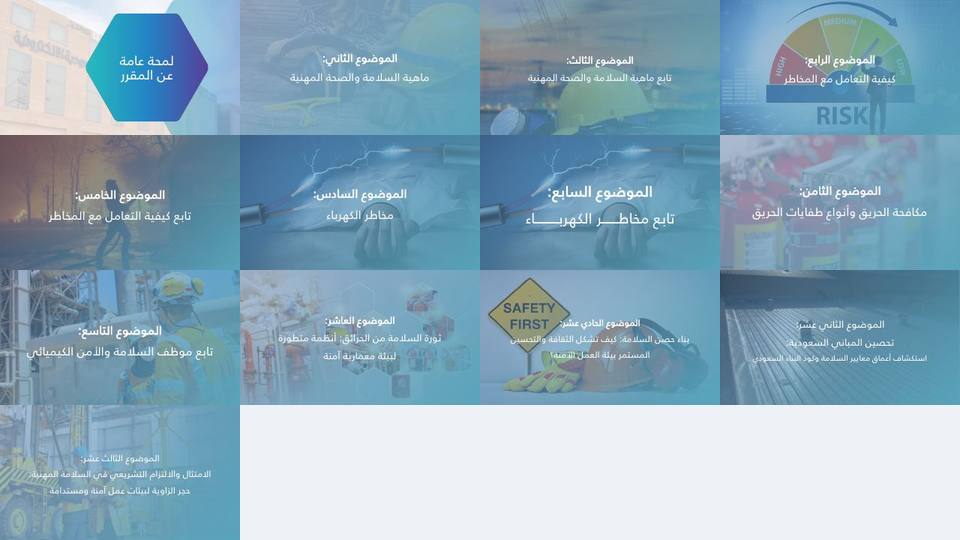 لمحة عامة
عن المقرر
الموضوع الثاني:
ماهية السلامة والصحة المهنية
الموضوع الثالث:
تابع ماهية السلامة والصحة المهنية
HIGH
MEDIUM
LOW
الموضوع الرابع:
كيفية التعامل مع المخاطر
RISK
الموضوع الخامس:
تابع كيفية التعامل مع المخاطر
الموضوع السادس:
مخاطر الكهرباء
الموضوع السابع:
تابع مخاطـــر الكهربـــــاء
الموضوع الثامن:
مكافحة الحريق وأنواع طفايات الحريق
الموضوع التاسع:
تابع موظف السلامة والأمن الكيميائي
الموضوع العاشر:
ثورة السلامة من الحرائق: أنظمة متطورة
لبيئة معمارية آمنة
SAFETY
FIRST
الموضوع الحادي عشر:
بناء حصن السلامة: كيف تشكل الثقافة والتحسين
المستمر بيئة العمل الآمنة؟
الموضوع الثاني عشر:
تحصين المباني السعودية:
استكشاف أعماق معايير السلامة وكود البناء السعودي
الموضوع الثالث عشر:
الامتثال والالتزام التشريعي في السلامة المهنية:
حجر الزاوية لبيئات عمل آمنة ومستدامة